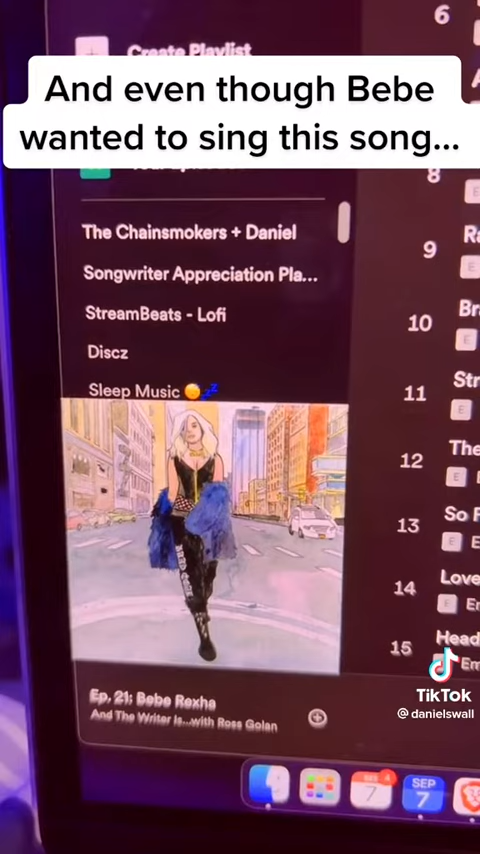 6
Create Playlist
And even though Bebe
wanted to sing this song...
8
The Chainsmokers + Daniel
9
Songwriter Appreciation Pla...
StreamBeats - Lofi
10
Discz
11
Sleep Music 😴💤
12
13
14
Love
15
Head
Ep. 21: Bebe Rexha
And The Writer Is...with Ross Golan
TikTok
@danielswall
7
SEP
7